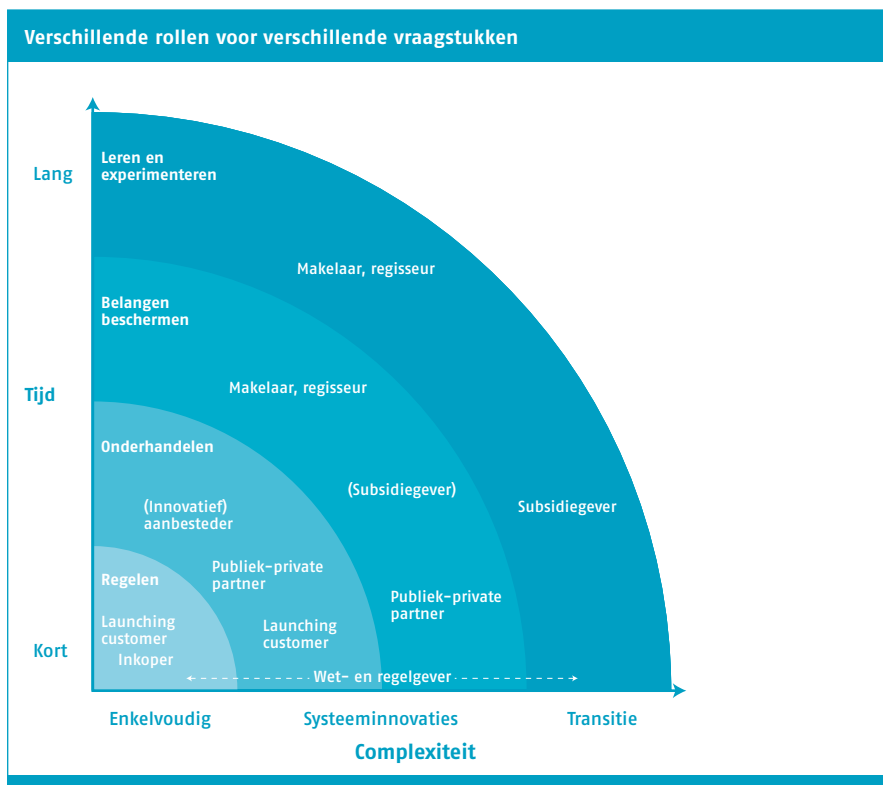 Verschillende rollen voor verschillende vraagstukken
Lang
Leren en
experimenteren
Makelaar, regisseur
Belangen
beschermen
Tijd
Makelaar, regisseur
Onderhandelen
(Subsidiegever)
Subsidiegever
(Innovatief)
aanbesteder
Publiek-private
partner
Regelen
Publiek-private
partner
Launching
customer
Launching
customer
Inkoper
Kort
Wet- en regelgever
Enkelvoudig
Systeeminnovaties
Transitie
Complexiteit